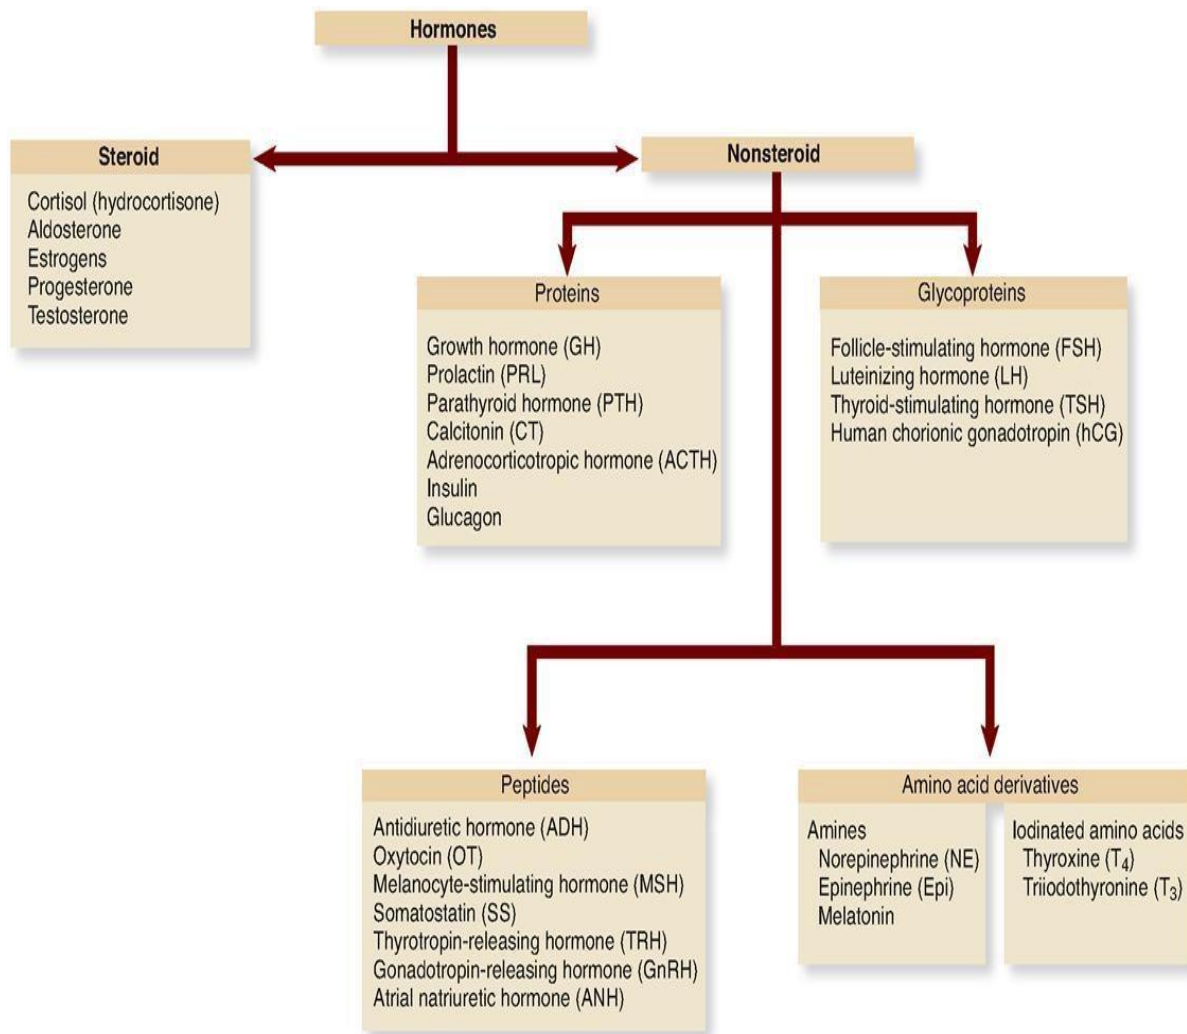 Hormones
Steroid
Cortisol (hydrocortisone)
Aldosterone
Estrogens
Progesterone
Testosterone
Nonsteroid
Proteins
Growth hormone (GH)
Prolactin (PRL)
Parathyroid hormone (PTH)
Calcitonin (CT)
Adrenocorticotropic hormone (ACTH)
Insulin
Glucagon
Glycoproteins
Follicle-stimulating hormone (FSH)
Luteinizing hormone (LH)
Thyroid-stimulating hormone (TSH)
Human chorionic gonadotropin (hCG)
Peptides
Antidiuretic hormone (ADH)
Oxytocin (OT)
Melanocyte-stimulating hormone (MSH)
Somatostatin (SS)
Thyrotropin-releasing hormone (TRH)
Gonadotropin-releasing hormone (GnRH)
Atrial natriuretic hormone (ANH)
Amino acid derivatives
Amines
Norepinephrine (NE)
Epinephrine (Epi)
Melatonin
Iodinated amino acids
Thyroxine (T₄)
Triiodothyronine (T₃)